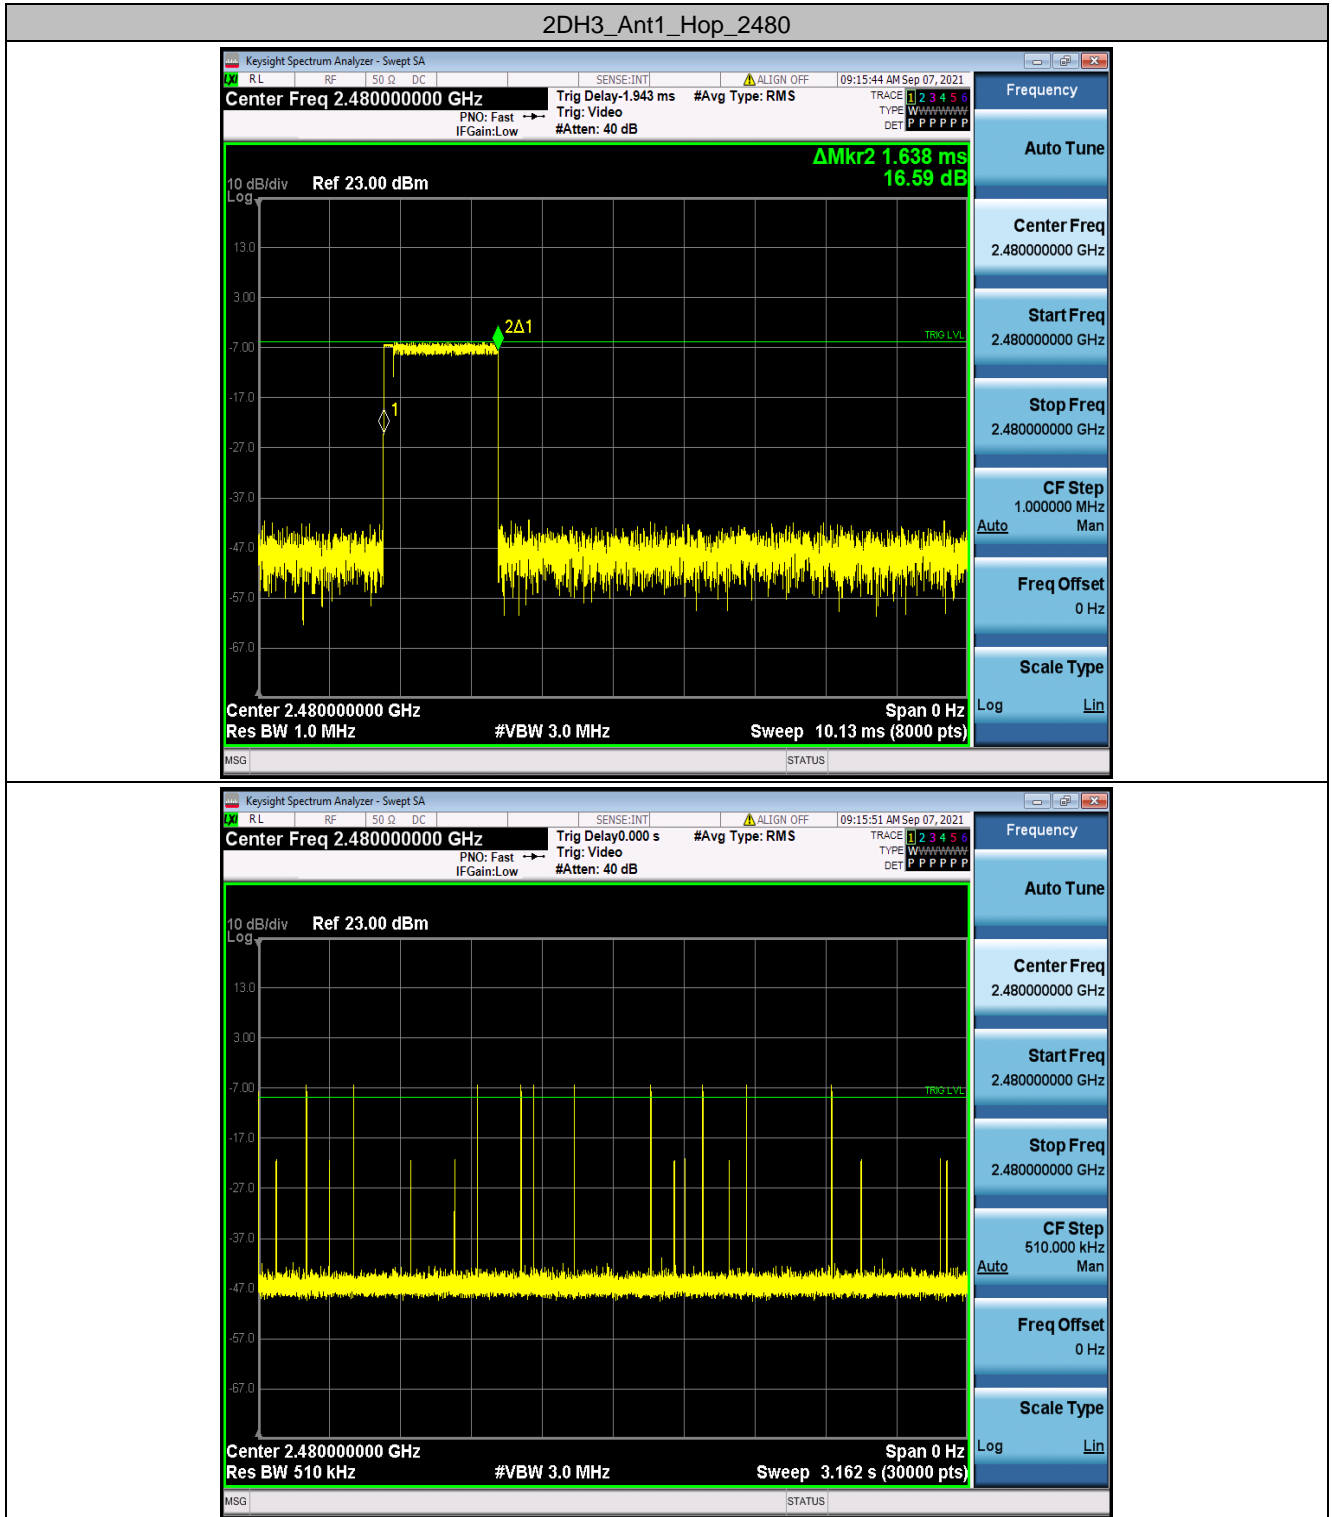 2DH3_Ant1_Hop_2480
Keysight Spectrum Analyzer - Swept SA
LXI RL RF 50 Ω DC SENSE:INT ALIGN OFF 09:15:44 AM Sep 07, 2021
Center Freq 2.480000000 GHz
PNO: Fast
IFGain:Low
Trig Delay-1.943 ms
Trig: Video
#Atten: 40 dB
#Avg Type: RMS
TRACE 1 2 3 4 5 6
TYPE WWWWWW
DET P P P P P P
ΔMkr2 1.638 ms
16.59 dB
10 dB/div Ref 23.00 dBm
Log
13.0
3.00
-7.00
-17.0
-27.0
-37.0
-47.0
-57.0
-67.0
2Δ1
1
TRIG LVL
Center 2.480000000 GHz Span 0 Hz
Res BW 1.0 MHz #VBW 3.0 MHz Sweep 10.13 ms (8000 pts)
MSG STATUS
Frequency
Auto Tune
Center Freq
2.480000000 GHz
Start Freq
2.480000000 GHz
Stop Freq
2.480000000 GHz
CF Step
1.000000 MHz
Auto Man
Freq Offset
0 Hz
Scale Type
Log Lin
Keysight Spectrum Analyzer - Swept SA
LXI RL RF 50 Ω DC SENSE:INT ALIGN OFF 09:15:51 AM Sep 07, 2021
Center Freq 2.480000000 GHz
PNO: Fast
IFGain:Low
Trig Delay0.000 s
Trig: Video
#Atten: 40 dB
#Avg Type: RMS
TRACE 1 2 3 4 5 6
TYPE WWWWWW
DET P P P P P P
10 dB/div Ref 23.00 dBm
Log
13.0
3.00
-7.00
-17.0
-27.0
-37.0
-47.0
-57.0
-67.0
TRIG LVL
Center 2.480000000 GHz Span 0 Hz
Res BW 510 kHz #VBW 3.0 MHz Sweep 3.162 s (30000 pts)
MSG STATUS
Frequency
Auto Tune
Center Freq
2.480000000 GHz
Start Freq
2.480000000 GHz
Stop Freq
2.480000000 GHz
CF Step
510.000 kHz
Auto Man
Freq Offset
0 Hz
Scale Type
Log Lin